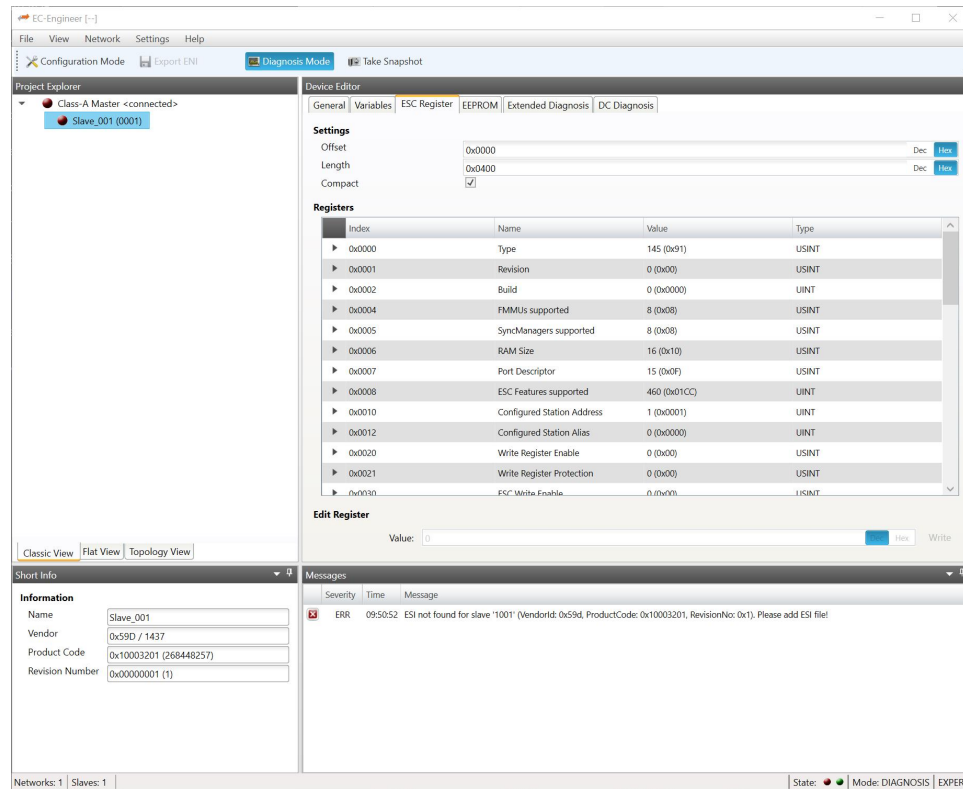 EC-Engineer [--]
File View Network Settings Help
Configuration Mode Export ENI Diagnosis Mode Take Snapshot
Project Explorer
Class-A Master <connected>
Slave_001 (0001)
Classic View Flat View Topology View
Device Editor
General Variables ESC Register EEPROM Extended Diagnosis DC Diagnosis
Settings
Offset 0x0000 Dec Hex
Length 0x0400 Dec Hex
Compact
Registers
Index Name Value Type
0x0000 Type 145 (0x91) USINT
0x0001 Revision 0 (0x00) USINT
0x0002 Build 0 (0x0000) UINT
0x0004 FMMUs supported 8 (0x08) USINT
0x0005 SyncManagers supported 8 (0x08) USINT
0x0006 RAM Size 16 (0x10) USINT
0x0007 Port Descriptor 15 (0x0F) USINT
0x0008 ESC Features supported 460 (0x01CC) UINT
0x0010 Configured Station Address 1 (0x0001) UINT
0x0012 Configured Station Alias 0 (0x0000) UINT
0x0020 Write Register Enable 0 (0x00) USINT
0x0021 Write Register Protection 0 (0x00) USINT
0x0030 ESC Write Enable 0 (0x00) USINT
Edit Register
Value: 0 Dec Hex Write
Short Info
Information
Name Slave_001
Vendor 0x59D / 1437
Product Code 0x10003201 (268448257)
Revision Number 0x00000001 (1)
Messages
Severity Time Message
ERR 09:50:52 ESI not found for slave '1001' (VendorId: 0x59d, ProductCode: 0x10003201, RevisionNo: 0x1). Please add ESI file!
Networks: 1 Slaves: 1 State: Mode: DIAGNOSIS EXPER